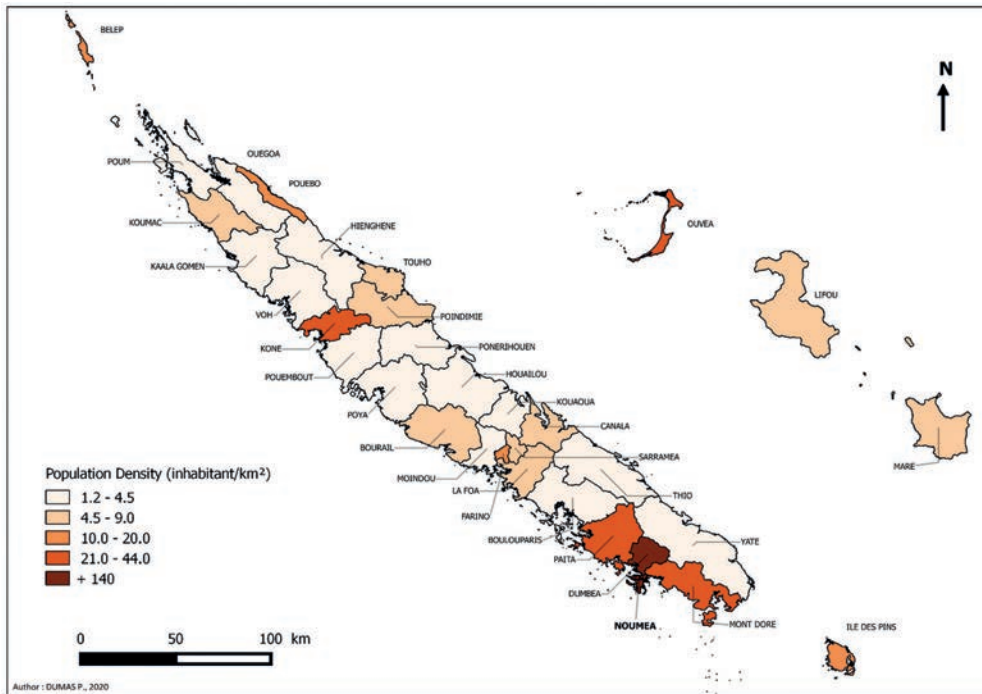 BELEP
N
OUEGOA
POUM
POUEBO
KOUMAC
HIENGHENE
OUVEA
KAALA GOMEN
TOUHO
LIFOU
VOH
POINDIMIE
KONE
PONERIHOUEN
POUEMBOUT
HOUAILOU
POYA
KOUAOUA
CANALA
BOURAIL
SARRAMEA
MARE
MOINDOU
LA FOA
THIO
FARINO
BOULOUPARIS
YATE
PAITA
DUMBEA
NOUMEA
MONT DORE
ILE DES PINS
Population Density (inhabitant/km²)
1.2 - 4.5
4.5 - 9.0
10.0 - 20.0
21.0 - 44.0
+ 140
0 50 100 km
Author : DUMAS P., 2020